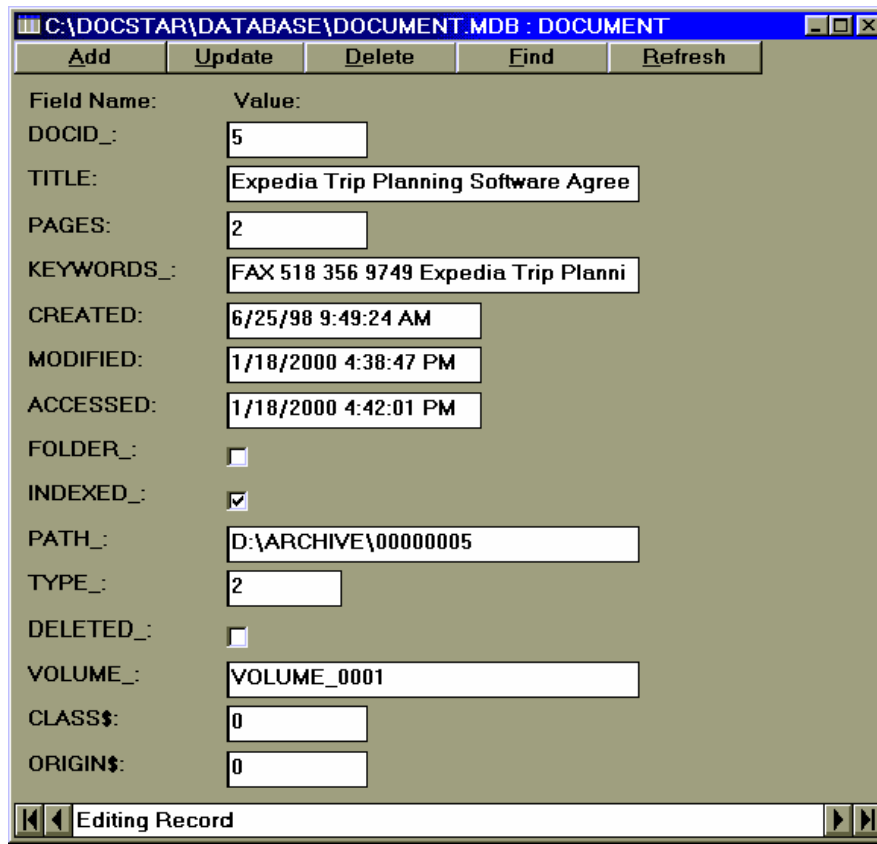 C:\DOCSTAR\DATABASE\DOCUMENT.MDB : DOCUMENT
Add Update Delete Find Refresh
Field Name: Value:
DOCID_: 5
TITLE: Expedia Trip Planning Software Agree
PAGES: 2
KEYWORDS_: FAX 518 356 9749 Expedia Trip Planni
CREATED: 6/25/98 9:49:24 AM
MODIFIED: 1/18/2000 4:38:47 PM
ACCESSED: 1/18/2000 4:42:01 PM
FOLDER_:
INDEXED_:
PATH_: D:\ARCHIVE\00000005
TYPE_: 2
DELETED_:
VOLUME_: VOLUME_0001
CLASS$: 0
ORIGIN$: 0
Editing Record